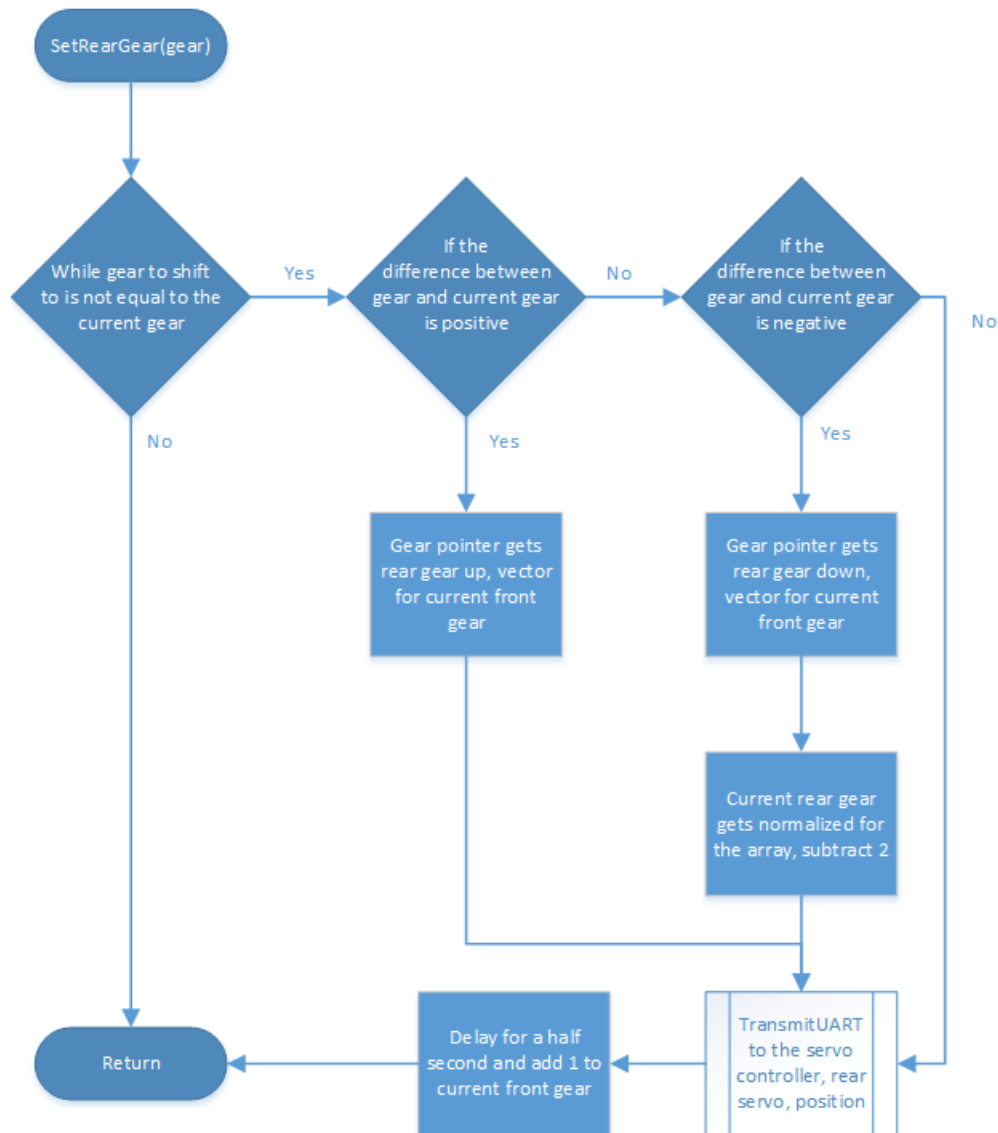 SetRearGear(gear)
While gear to shift
to is not equal to the
current gear
Yes
If the
difference between
gear and current gear
is positive
No
If the
difference between
gear and current gear
is negative
No
No
Yes
Yes
Gear pointer gets
rear gear up, vector
for current front
gear
Gear pointer gets
rear gear down,
vector for current
front gear
Current rear gear
gets normalized for
the array, subtract 2
TransmitUART
to the servo
controller, rear
servo, position
Delay for a half
second and add 1 to
current front gear
Return